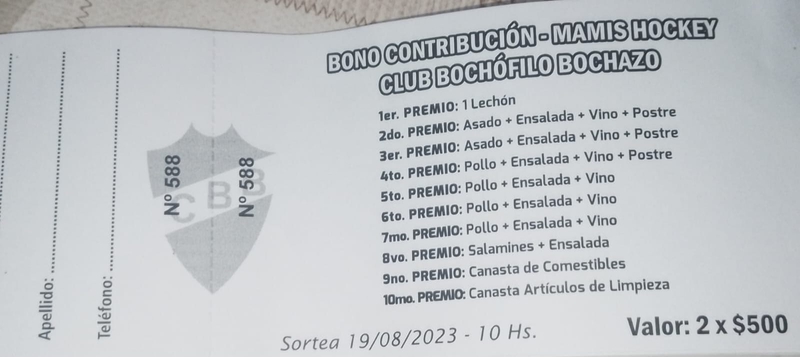 BONO CONTRIBUCIÓN - MAMIS HOCKEY
CLUB BOCHÓFILO BOCHAZO
1er. PREMIO: 1 Lechón
2do. PREMIO: Asado + Ensalada + Vino + Postre
3er. PREMIO: Asado + Ensalada + Vino + Postre
4to. PREMIO: Pollo + Ensalada + Vino + Postre
5to. PREMIO: Pollo + Ensalada + Vino
6to. PREMIO: Pollo + Ensalada + Vino
7mo. PREMIO: Pollo + Ensalada + Vino
8vo. PREMIO: Salamines + Ensalada
9no. PREMIO: Canasta de Comestibles
10mo. PREMIO: Canasta Artículos de Limpieza
Valor: 2 x $500
Sortea 19/08/2023 - 10 Hs.
Nº 588
Nº 588
CBB
Apellido:
Teléfono: